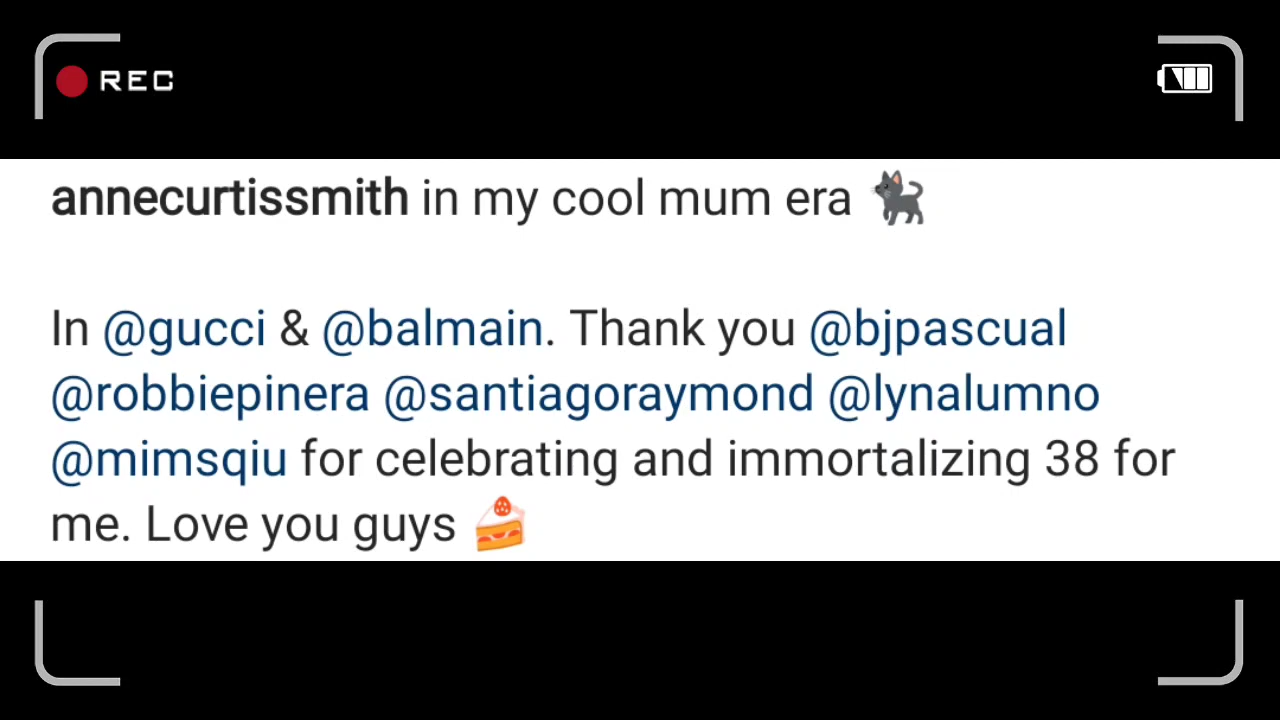 REC
annecurtissmith in my cool mum era 🐈‍⬛
In @gucci & @balmain. Thank you @bjpascual
@robbiepinera @santiagoraymond @lynalumno
@mimsqiu for celebrating and immortalizing 38 for
me. Love you guys 🍰